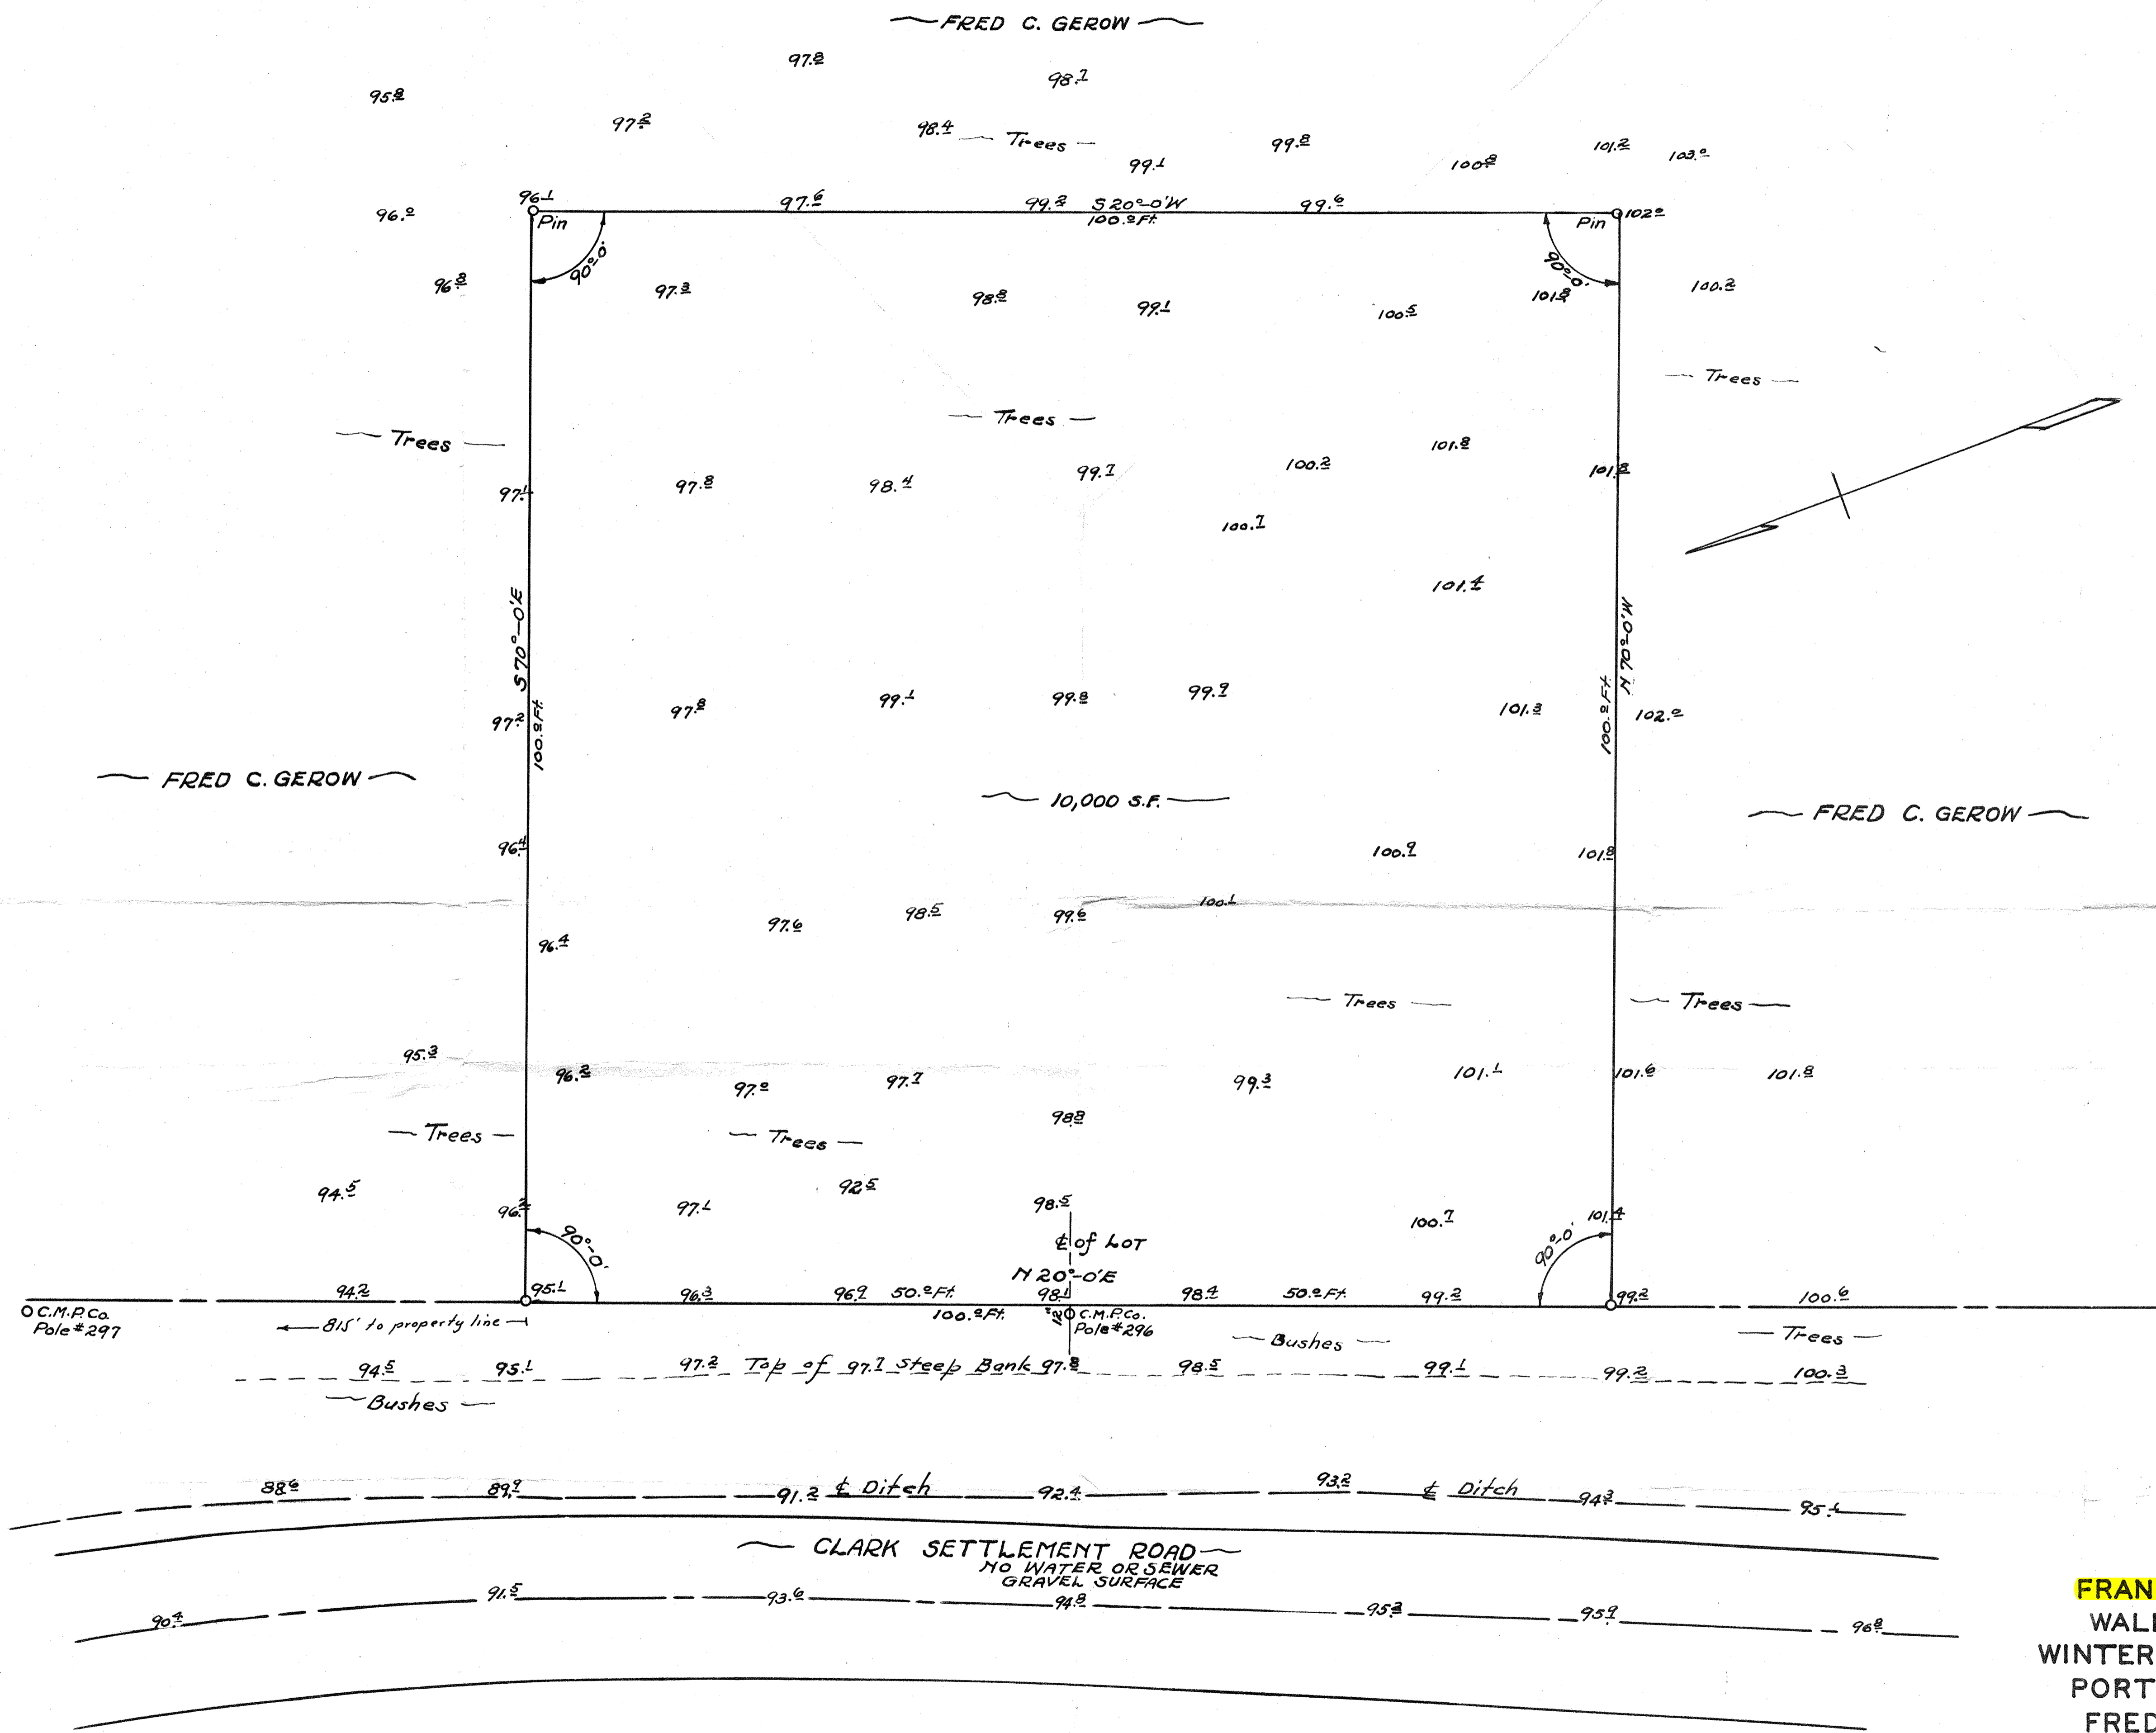 FRED C. GEROW
97.8
98.7
95.8
97.2
98.4
Trees
99.1
99.8
100.8
101.2
103.0
96.0
96.1
97.6
99.2 S 20°-0'W
99.6
102.0
Pin
100.0 Ft.
Pin
90°-0'
90°-0'
96.8
97.3
98.8
99.1
100.5
101.8
100.2
Trees
Trees
Trees
97.1
97.8
98.4
99.7
100.2
101.8
101.8
100.7
101.4
S 70°-0'E
100.0 Ft.
N 70°-0'W
100.0 Ft.
97.2
97.8
99.1
99.8
99.9
101.3
102.0
FRED C. GEROW
10,000 S.F.
FRED C. GEROW
96.4
100.9
101.8
96.4
97.6
98.5
99.6
100.1
Trees
Trees
95.3
96.2
97.0
97.7
98.8
99.3
101.1
101.6
101.8
Trees
Trees
94.5
96.2
97.1
92.5
98.5
100.7
101.4
90°-0'
℄ of LOT
90°-0'
N 20°-0'E
94.2
95.1
96.3
96.9
50.0 Ft.
98.1
98.4
50.0 Ft.
99.2
99.2
100.6
C.M.P. Co.
Pole #297
815' to property line
100.0 Ft.
C.M.P. Co.
Pole #296
Bushes
Trees
94.5
95.1
97.2 Top of 97.7 Steep Bank 97.8
98.5
99.1
99.2
100.3
Bushes
88.6
89.9
91.2 ℄ Ditch
92.4
93.2
℄ Ditch
94.3
95.1
CLARK SETTLEMENT ROAD
NO WATER OR SEWER
GRAVEL SURFACE
90.4
91.5
93.6
94.8
95.3
95.9
96.8
FRAN
WAL
WINTER
PORT
FRED